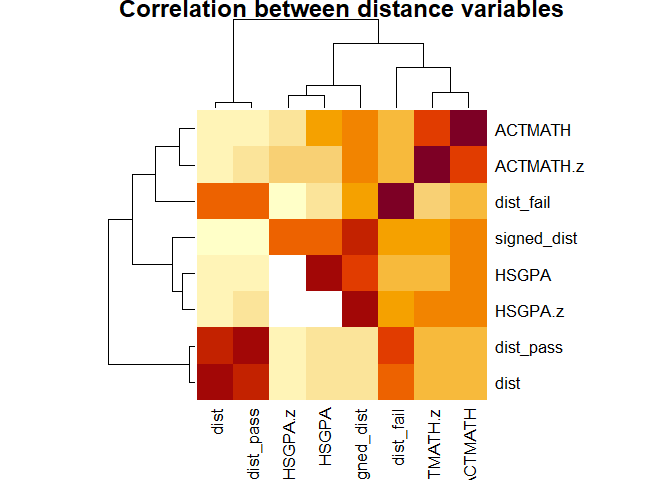 Correlation between distance variables
ACTMATH
ACTMATH.z
dist_fail
signed_dist
HSGPA
HSGPA.z
dist_pass
dist
dist
dist_pass
HSGPA.z
HSGPA
gned_dist
dist_fail
TMATH.z
ACTMATH